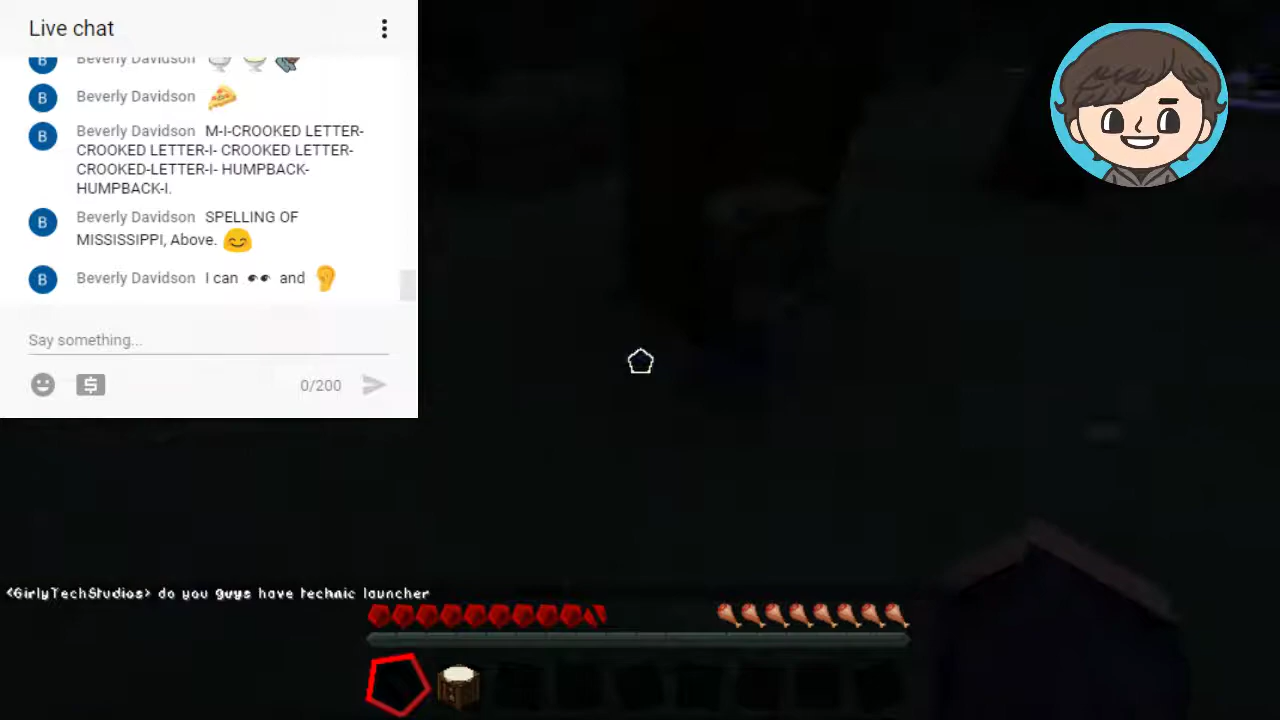 Live chat
Beverly Davidson
Beverly Davidson
Beverly Davidson M-I-CROOKED LETTER-
CROOKED LETTER-I- CROOKED LETTER-
CROOKED-LETTER-I- HUMPBACK-
HUMPBACK-I.
Beverly Davidson SPELLING OF
MISSISSIPPI, Above.
Beverly Davidson I can and
Say something...
0/200
<GirlyTechStudios> do you guys have technic launcher
B
B
B
B
B